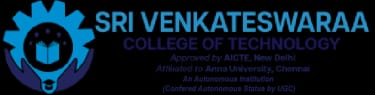 SRI VENKATESWARAA
COLLEGE OF TECHNOLOGY
Approved by AICTE, New Delhi
Affiliated to Anna University, Chennai
An Autonomous Institution
(Confered Autonomous Status by UGC)